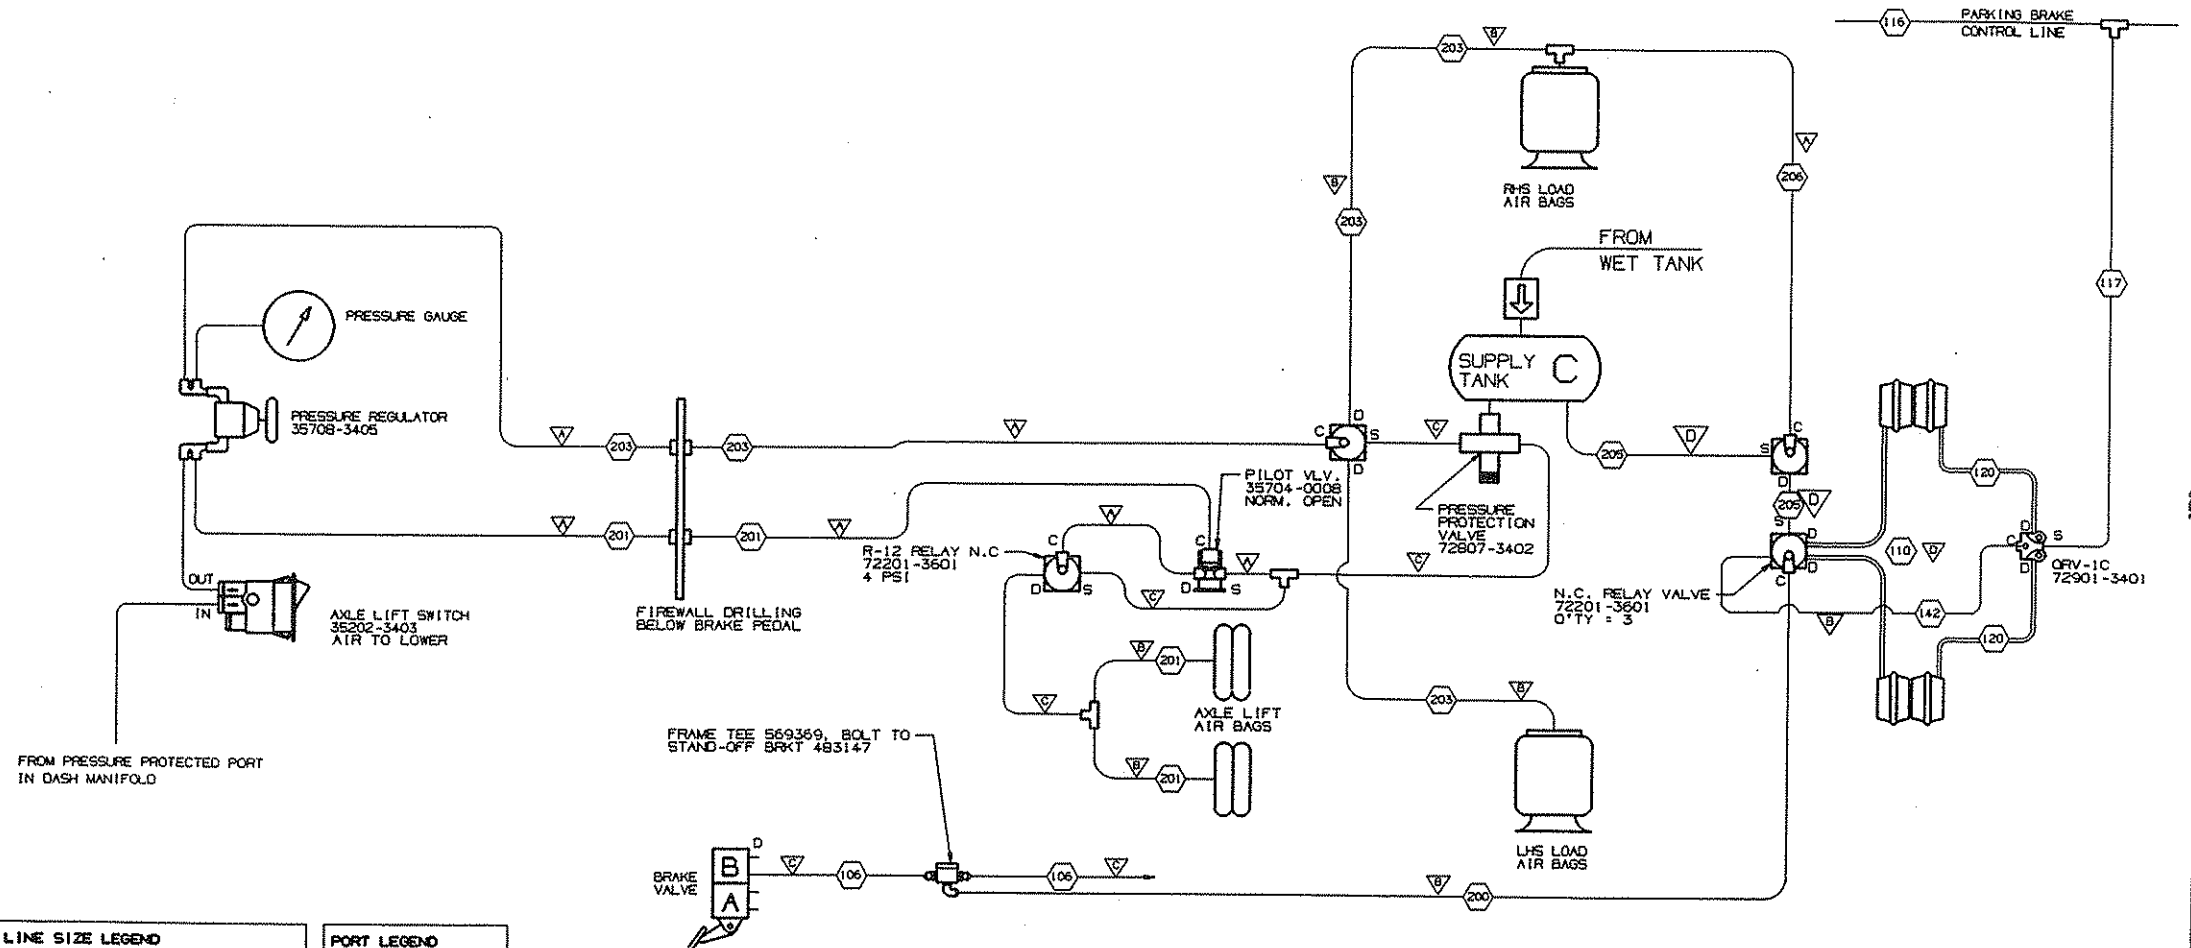 116
PARKING BRAKE
CONTROL LINE
203
B
A
206
B
203
RHS LOAD
AIR BAGS
FROM
WET TANK
117
PRESSURE GAUGE
SUPPLY
TANK
C
PRESSURE REGULATOR
35708-3405
A
203
203
A
C
D
S
D
C
205
D
S
C
D
205
D
120
PILOT VLV.
35704-0008
NORM. OPEN
PRESSURE
PROTECTION
VALVE
72807-3402
A
201
201
A
A
R-12 RELAY N.C
72201-3601
4 PSI
C
D
S
C
D
S
A
C
C
S
D
D
C
110
D
C
D
D
S
QRV-1C
72901-3401
OUT
IN
AXLE LIFT SWITCH
35202-3403
AIR TO LOWER
FIREWALL DRILLING
BELOW BRAKE PEDAL
N.C. RELAY VALVE
72201-3601
Q'TY = 3
B
142
120
B
201
C
AXLE LIFT
AIR BAGS
B
201
203
B
FRAME TEE 569369, BOLT TO
STAND-OFF BRKT 483147
FROM PRESSURE PROTECTED PORT
IN DASH MANIFOLD
LHS LOAD
AIR BAGS
BRAKE
VALVE
B
A
D
C
106
106
C
B
200
LINE SIZE LEGEND
PORT LEGEND